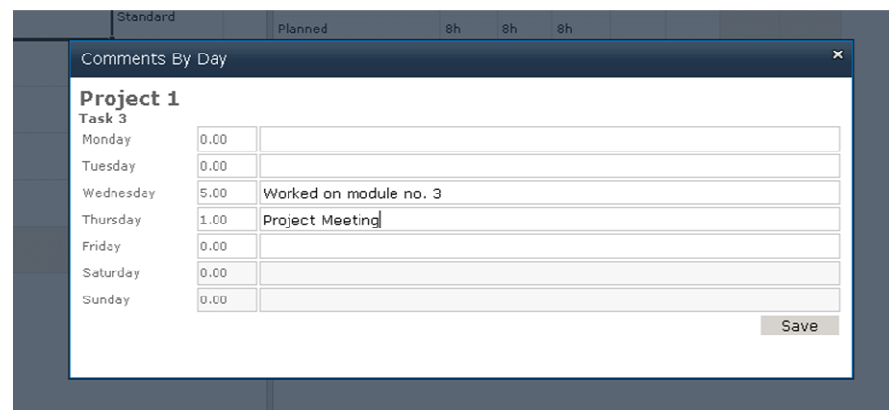 Standard
Planned 8h 8h 8h
Comments By Day ×
Project 1
Task 3
Monday 0.00
Tuesday 0.00
Wednesday 5.00 Worked on module no. 3
Thursday 1.00 Project Meeting
Friday 0.00
Saturday 0.00
Sunday 0.00
Save